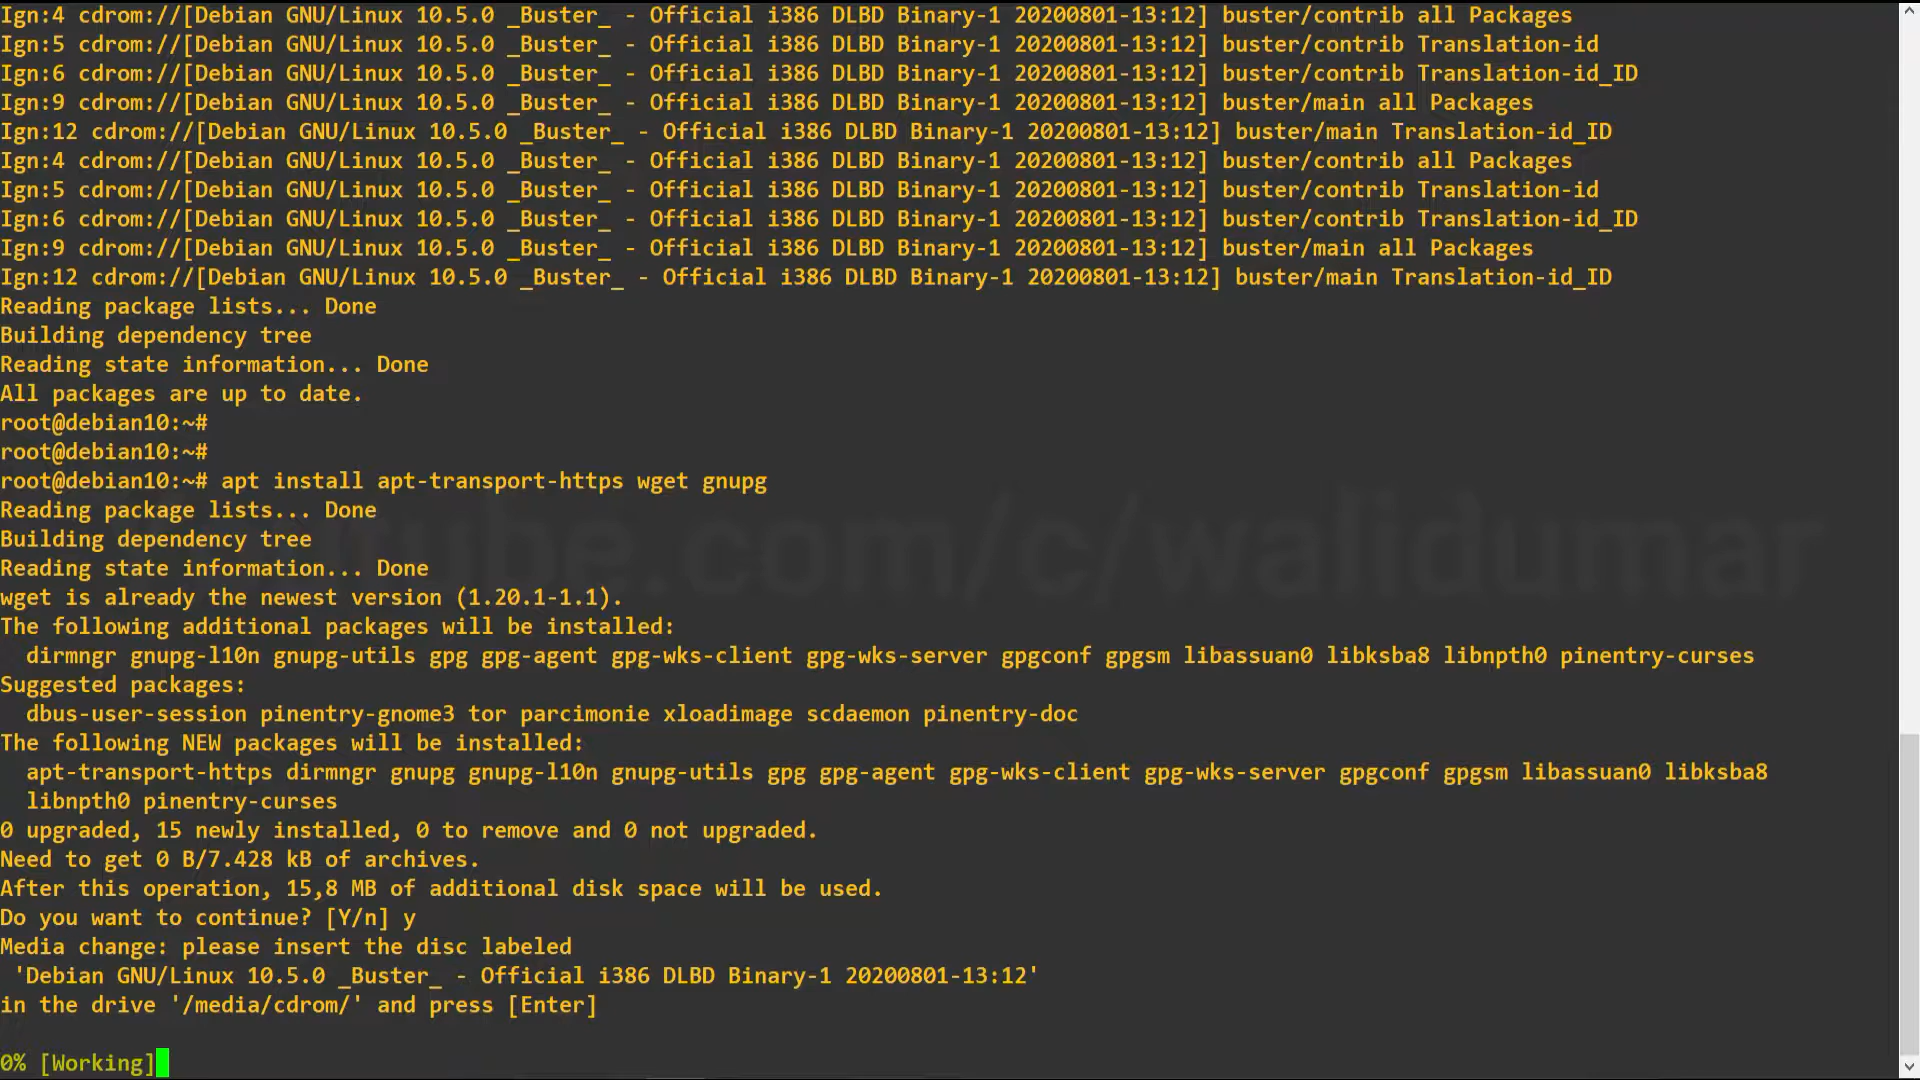 Ign:4 cdrom://[Debian GNU/Linux 10.5.0 _Buster_ - Official i386 DLBD Binary-1 20200801-13:12] buster/contrib all Packages
Ign:5 cdrom://[Debian GNU/Linux 10.5.0 _Buster_ - Official i386 DLBD Binary-1 20200801-13:12] buster/contrib Translation-id
Ign:6 cdrom://[Debian GNU/Linux 10.5.0 _Buster_ - Official i386 DLBD Binary-1 20200801-13:12] buster/contrib Translation-id_ID
Ign:9 cdrom://[Debian GNU/Linux 10.5.0 _Buster_ - Official i386 DLBD Binary-1 20200801-13:12] buster/main all Packages
Ign:12 cdrom://[Debian GNU/Linux 10.5.0 _Buster_ - Official i386 DLBD Binary-1 20200801-13:12] buster/main Translation-id_ID
Ign:4 cdrom://[Debian GNU/Linux 10.5.0 _Buster_ - Official i386 DLBD Binary-1 20200801-13:12] buster/contrib all Packages
Ign:5 cdrom://[Debian GNU/Linux 10.5.0 _Buster_ - Official i386 DLBD Binary-1 20200801-13:12] buster/contrib Translation-id
Ign:6 cdrom://[Debian GNU/Linux 10.5.0 _Buster_ - Official i386 DLBD Binary-1 20200801-13:12] buster/contrib Translation-id_ID
Ign:9 cdrom://[Debian GNU/Linux 10.5.0 _Buster_ - Official i386 DLBD Binary-1 20200801-13:12] buster/main all Packages
Ign:12 cdrom://[Debian GNU/Linux 10.5.0 _Buster_ - Official i386 DLBD Binary-1 20200801-13:12] buster/main Translation-id_ID
Reading package lists... Done
Building dependency tree
Reading state information... Done
All packages are up to date.
root@debian10:~#
root@debian10:~#
root@debian10:~# apt install apt-transport-https wget gnupg
Reading package lists... Done
Building dependency tree
Reading state information... Done
wget is already the newest version (1.20.1-1.1).
The following additional packages will be installed:
  dirmngr gnupg-l10n gnupg-utils gpg gpg-agent gpg-wks-client gpg-wks-server gpgconf gpgsm libassuan0 libksba8 libnpth0 pinentry-curses
Suggested packages:
  dbus-user-session pinentry-gnome3 tor parcimonie xloadimage scdaemon pinentry-doc
The following NEW packages will be installed:
  apt-transport-https dirmngr gnupg gnupg-l10n gnupg-utils gpg gpg-agent gpg-wks-client gpg-wks-server gpgconf gpgsm libassuan0 libksba8
  libnpth0 pinentry-curses
0 upgraded, 15 newly installed, 0 to remove and 0 not upgraded.
Need to get 0 B/7.428 kB of archives.
After this operation, 15,8 MB of additional disk space will be used.
Do you want to continue? [Y/n] y
Media change: please insert the disc labeled
 'Debian GNU/Linux 10.5.0 _Buster_ - Official i386 DLBD Binary-1 20200801-13:12'
in the drive '/media/cdrom/' and press [Enter]
0% [Working]